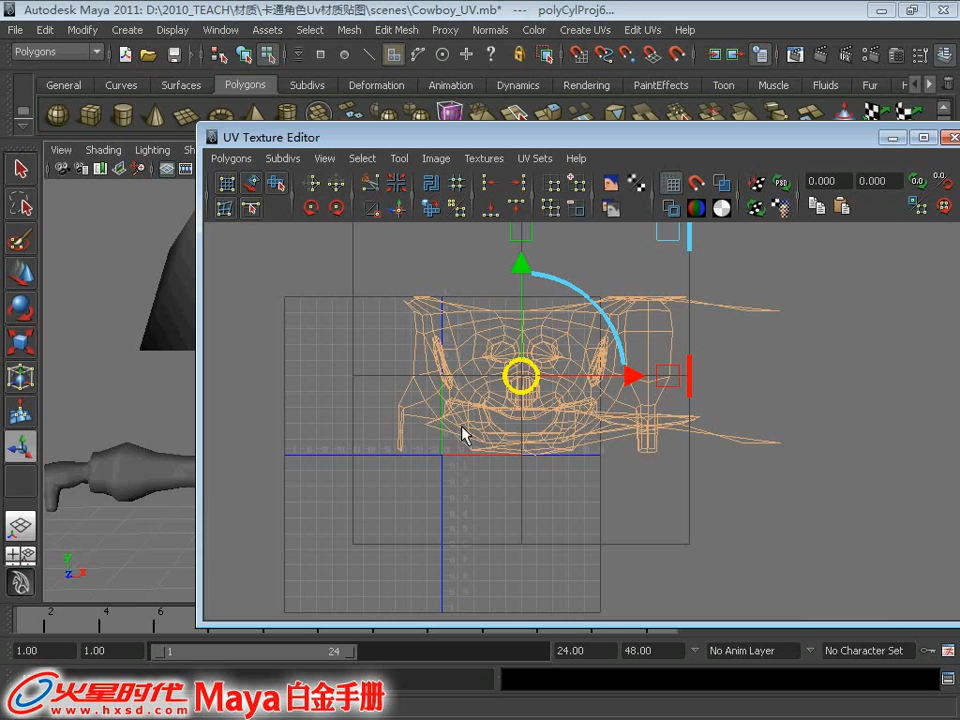 Autodesk Maya 2011: D:\2010_TEACH\材质\卡通角色Uv材质贴图\scenes\Cowboy_UV.mb* --- polyCylProj6...
File Edit Modify Create Display Window Assets Select Mesh Edit Mesh Proxy Normals Color Create UVs Edit UVs Help
Polygons
General Curves Surfaces Polygons Subdivs Deformation Animation Dynamics Rendering PaintEffects Toon Muscle Fluids Fur
View Shading Lighting
UV Texture Editor
Polygons Subdivs View Select Tool Image Textures UV Sets Help
0.000 0.000
PSD
0.0
y
z x
2 4 6
1.00 1.00 1 24 24.00 48.00 No Anim Layer No Character Set
火星时代 Maya 白金手册
www.hxsd.com